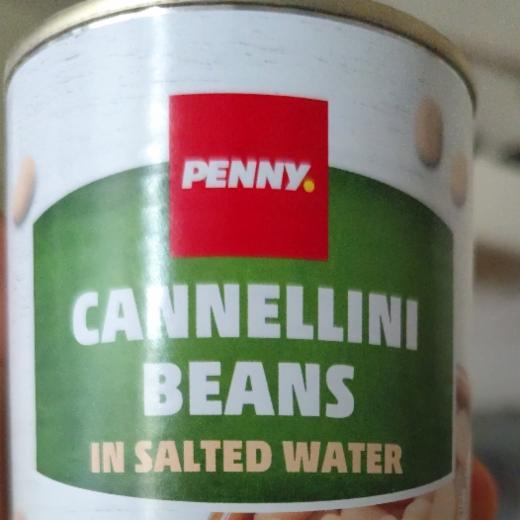 PENNY.
CANNELLINI
BEANS
IN SALTED WATER